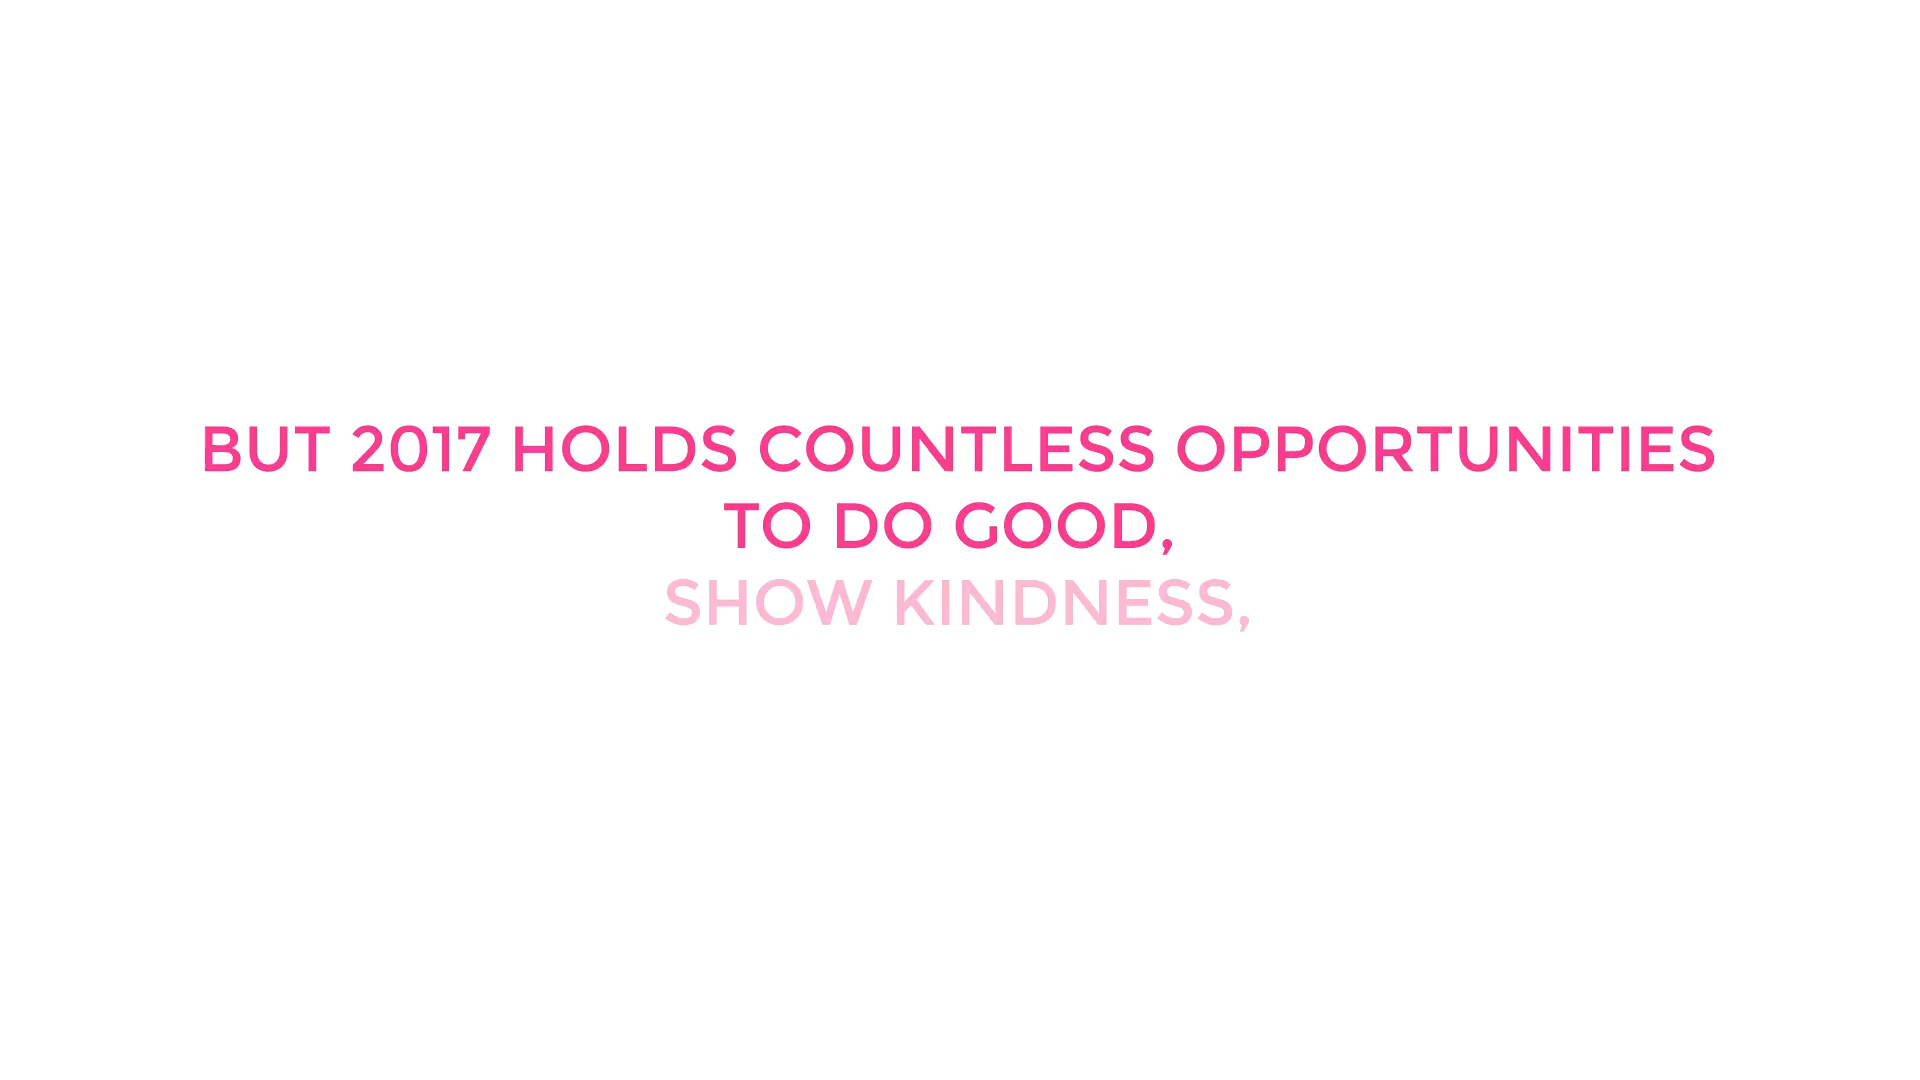 BUT 2017 HOLDS COUNTLESS OPPORTUNITIES
TO DO GOOD,
SHOW KINDNESS,